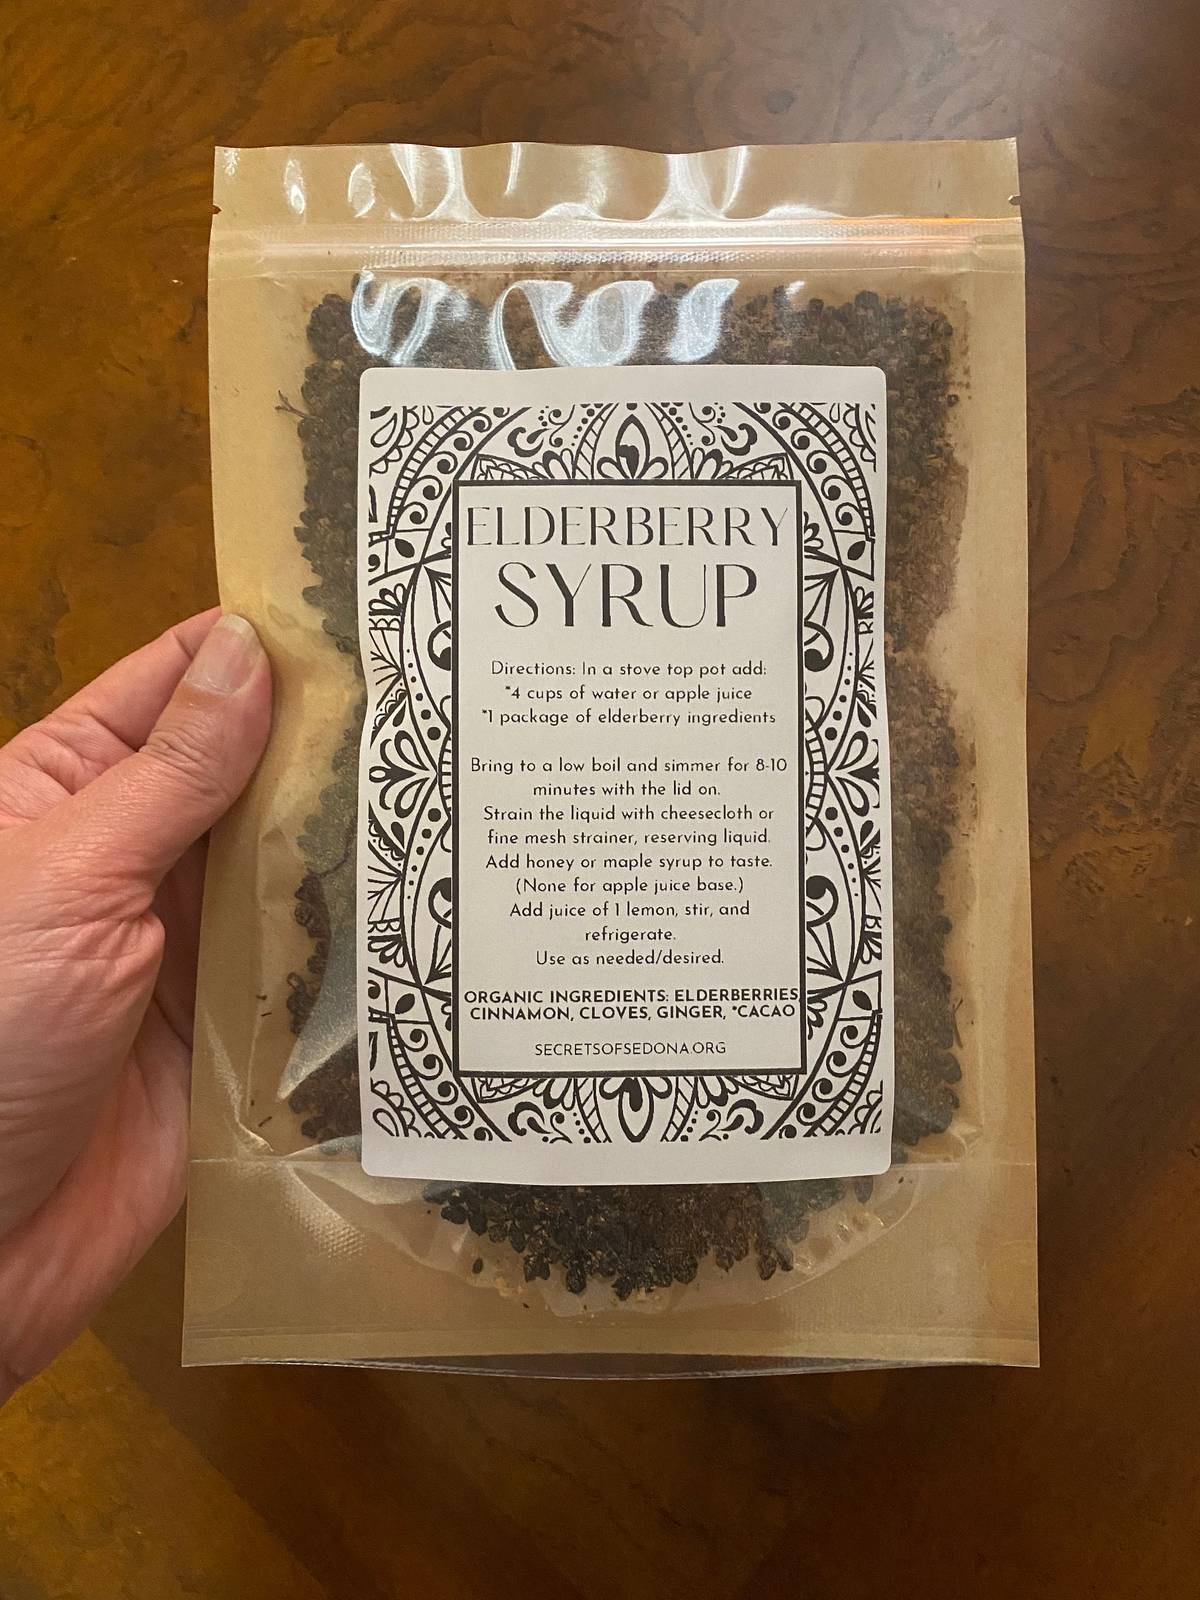 ELDERBERRY
SYRUP
Directions: In a stove top pot add:
*4 cups of water or apple juice
*1 package of elderberry ingredients
Bring to a low boil and simmer for 8-10
minutes with the lid on.
Strain the liquid with cheesecloth or
fine mesh strainer, reserving liquid.
Add honey or maple syrup to taste.
(None for apple juice base.)
Add juice of 1 lemon, stir, and
refrigerate.
Use as needed/desired.
ORGANIC INGREDIENTS: ELDERBERRIES,
CINNAMON, CLOVES, GINGER, *CACAO
SECRETSOFSEDONA.ORG